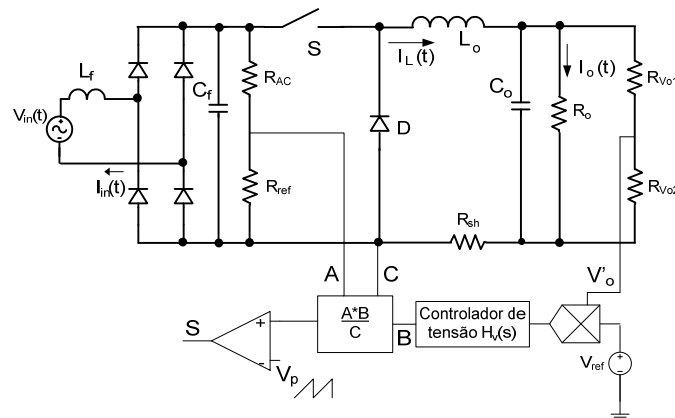 S
L_f
V_in(t)
I_in(t)
C_f
R_AC
R_ref
D
I_L(t)
L_o
C_o
I_o(t)
R_o
R_Vo1
R_Vo2
R_sh
A
C
V'_o
A*B
C
B
Controlador de
tensão H_v(s)
V_ref
S
+
-
V_p
+
-